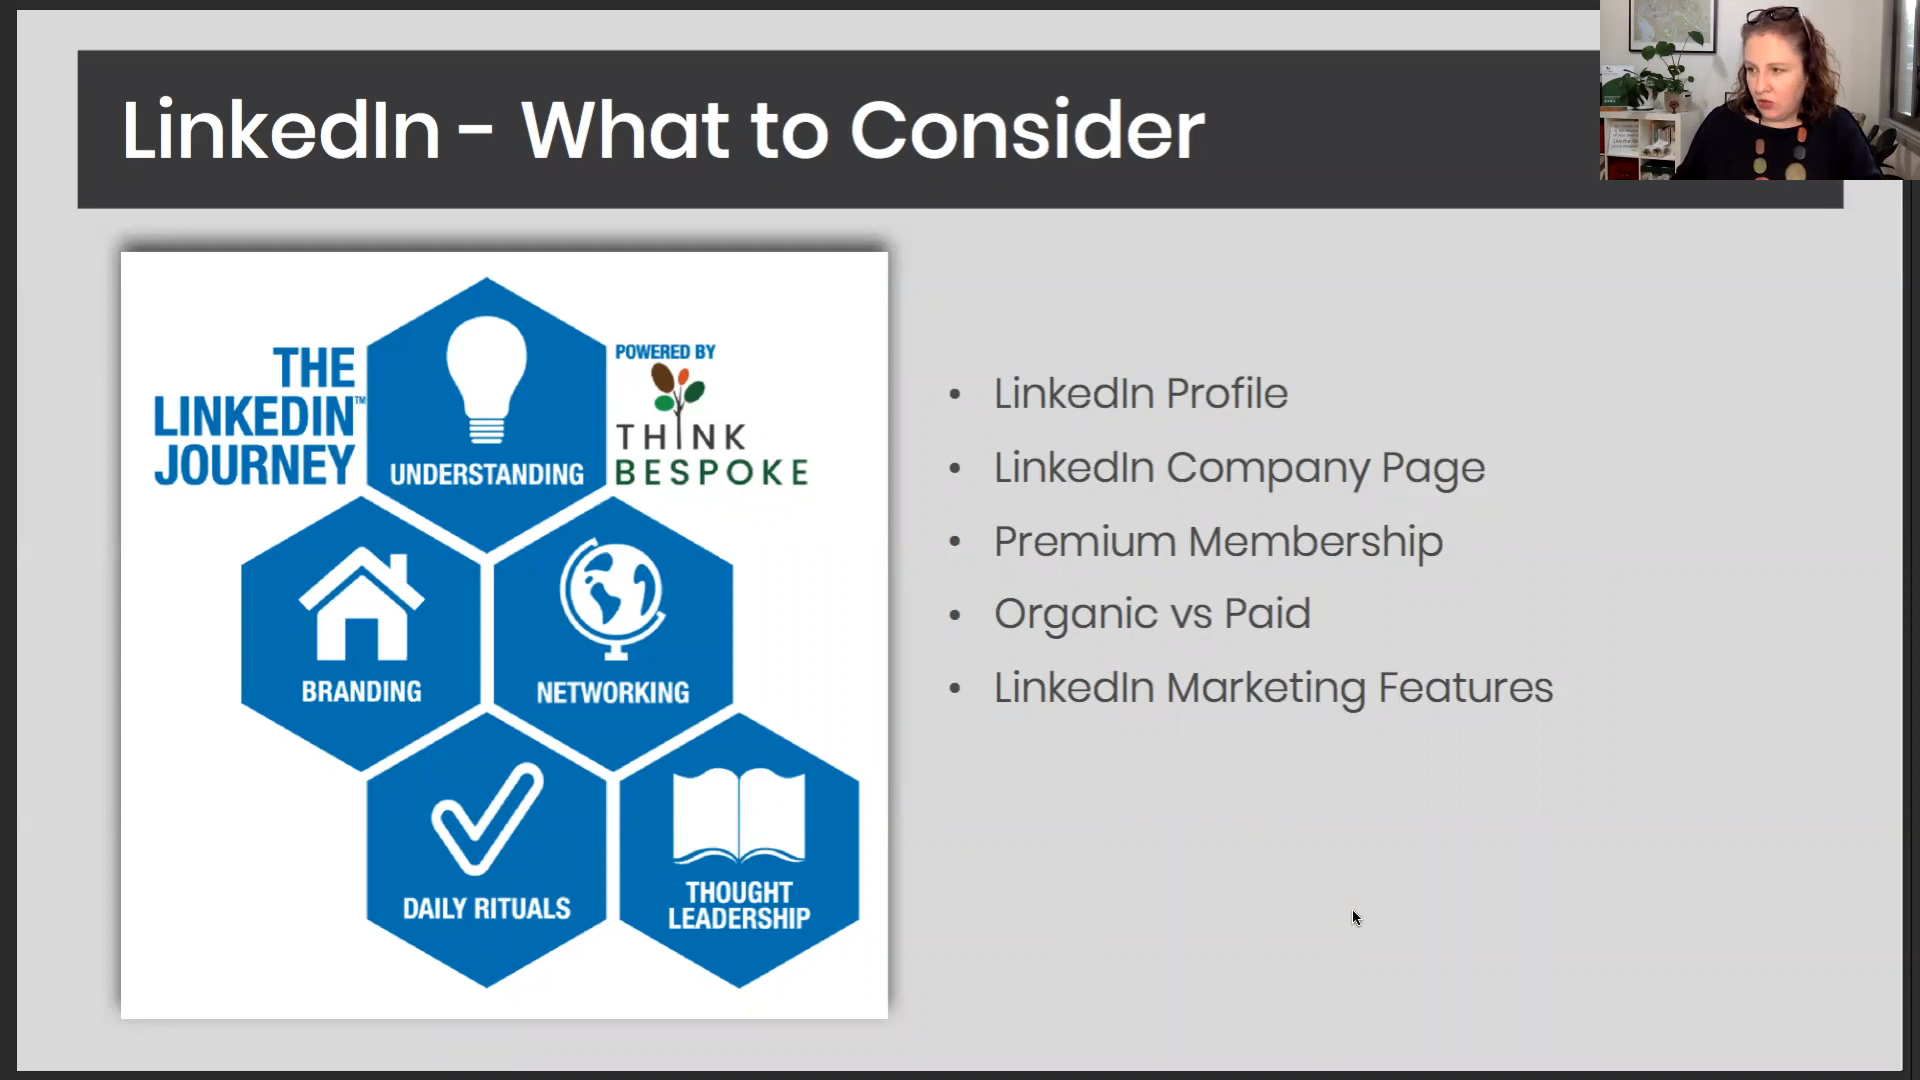 LinkedIn - What to Consider
THE
LINKEDIN™
JOURNEY
UNDERSTANDING
POWERED BY
THINK
BESPOKE
BRANDING
NETWORKING
DAILY RITUALS
THOUGHT
LEADERSHIP
• LinkedIn Profile
• LinkedIn Company Page
• Premium Membership
• Organic vs Paid
• LinkedIn Marketing Features